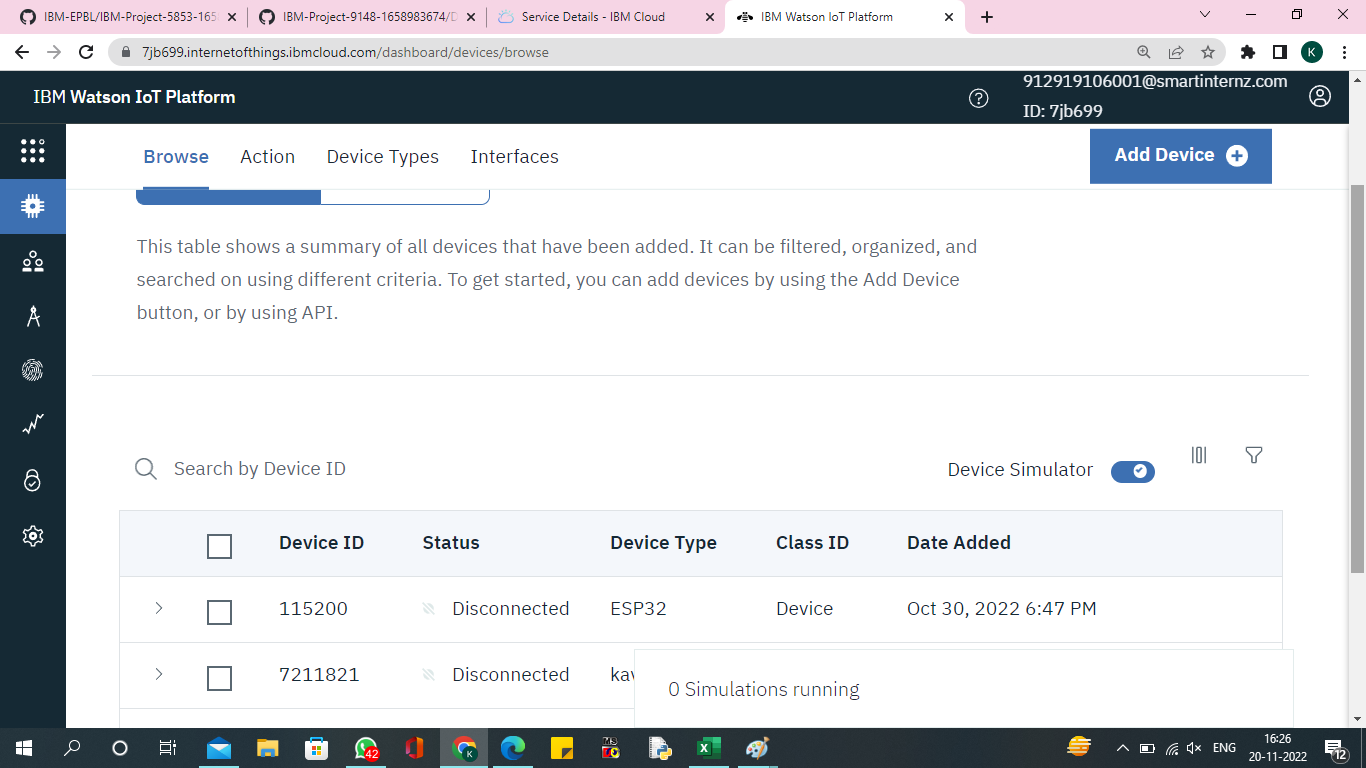 IBM-EPBL/IBM-Project-5853-165
IBM-Project-9148-1658983674/D
Service Details - IBM Cloud
IBM Watson IoT Platform
7jb699.internetofthings.ibmcloud.com/dashboard/devices/browse
K
IBM Watson IoT Platform
912919106001@smartinternz.com
ID: 7jb699
Browse Action Device Types Interfaces
Add Device
This table shows a summary of all devices that have been added. It can be filtered, organized, and
searched on using different criteria. To get started, you can add devices by using the Add Device
button, or by using API.
Search by Device ID
Device Simulator
Device ID Status Device Type Class ID Date Added
115200 Disconnected ESP32 Device Oct 30, 2022 6:47 PM
7211821 Disconnected kav
0 Simulations running
42
K
ENG
16:26
20-11-2022
12